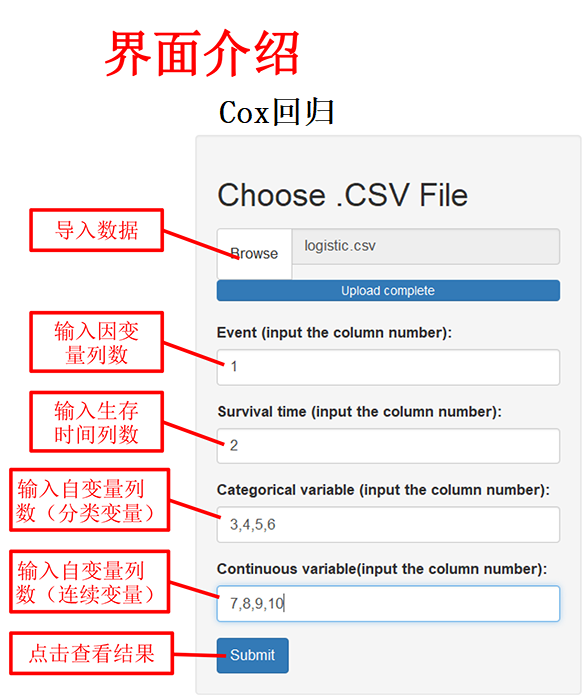 界面介绍
Cox回归
Choose .CSV File
导入数据
Browse
logistic.csv
Upload complete
输入因变
量列数
Event (input the column number):
1
输入生存
时间列数
Survival time (input the column number):
2
输入自变量列
数（分类变量）
Categorical variable (input the column number):
3,4,5,6
输入自变量列
数（连续变量）
Continuous variable(input the column number):
7,8,9,10
点击查看结果
Submit